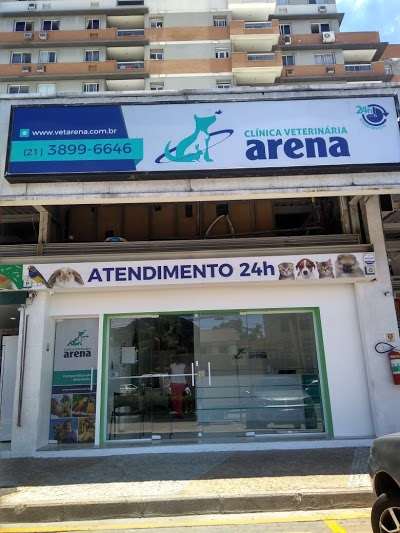 www.vetarena.com.br
(21) 3899-6646
CLÍNICA VETERINÁRIA
arena
24h
ATENDIMENTO 24h
arena